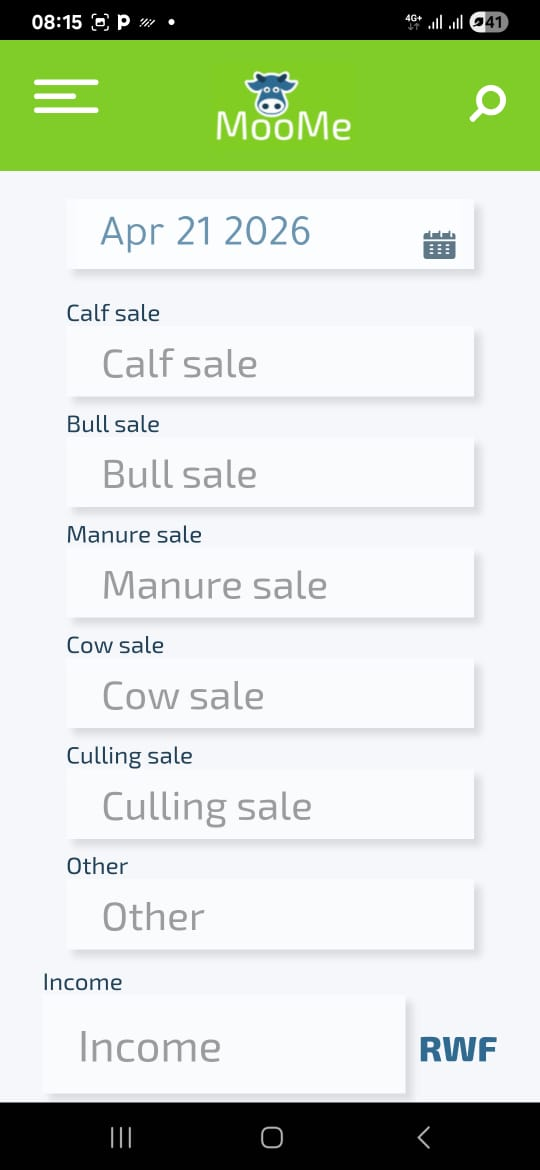 08:15 4G+ 41
MooMe
Apr 21 2026
Calf sale
Calf sale
Bull sale
Bull sale
Manure sale
Manure sale
Cow sale
Cow sale
Culling sale
Culling sale
Other
Other
Income
Income RWF